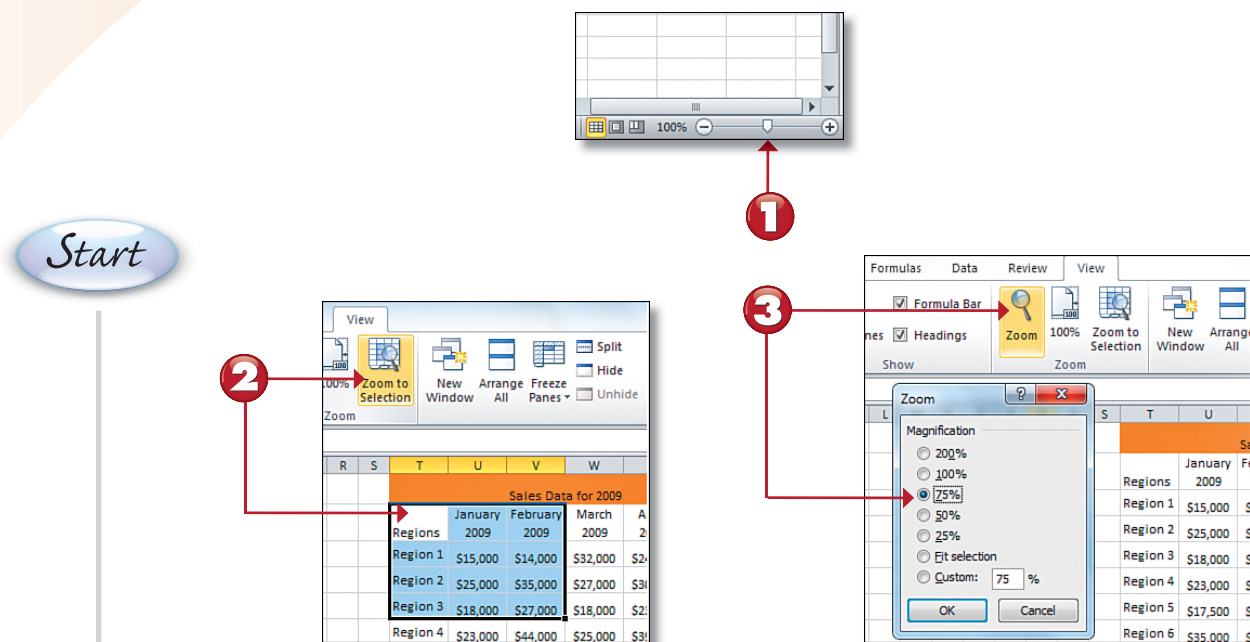 100%
1
Start
2
View
100% Zoom to Selection
New Window
Arrange All
Freeze Panes
Split
Hide
Unhide
Zoom
R S T U V W
Sales Data for 2009
Regions January 2009 February 2009 March 2009
Region 1 $15,000 $14,000 $32,000
Region 2 $25,000 $35,000 $27,000
Region 3 $18,000 $27,000 $18,000
Region 4 $23,000 $44,000 $25,000
3
Formulas Data Review View
Formula Bar
Headings
Show
Zoom
100%
Zoom to Selection
New Window
Arrange All
Zoom
L S T U
Zoom
?
X
Magnification
200%
100%
75%
50%
25%
Fit selection
Custom: 75 %
OK Cancel
Regions January 2009
Region 1 $15,000
Region 2 $25,000
Region 3 $18,000
Region 4 $23,000
Region 5 $17,500
Region 6 $35,000